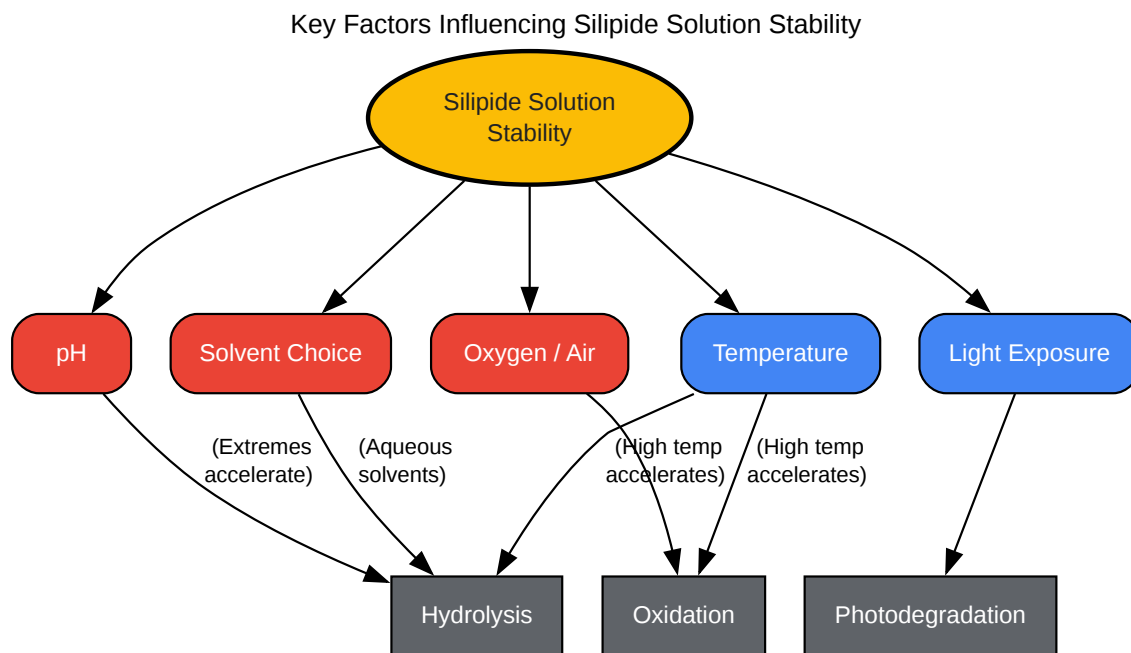 Key Factors Influencing Silipide Solution Stability
Silipide Solution
Stability
pH
Solvent Choice
Oxygen / Air
Temperature
Light Exposure
(Extremes
accelerate)
(Aqueous
solvents)
(High temp
accelerates)
(High temp
accelerates)
Hydrolysis
Oxidation
Photodegradation